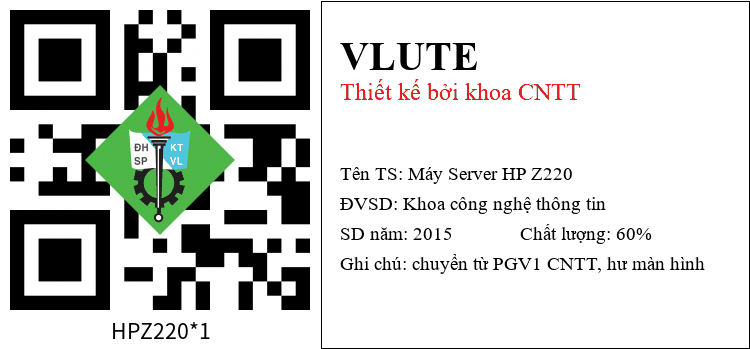 ĐH KT
SP VL
HPZ220*1
VLUTE
Thiết kế bởi khoa CNTT
Tên TS: Máy Server HP Z220
ĐVSD: Khoa công nghệ thông tin
SD năm: 2015 Chất lượng: 60%
Ghi chú: chuyển từ PGV1 CNTT, hư màn hình